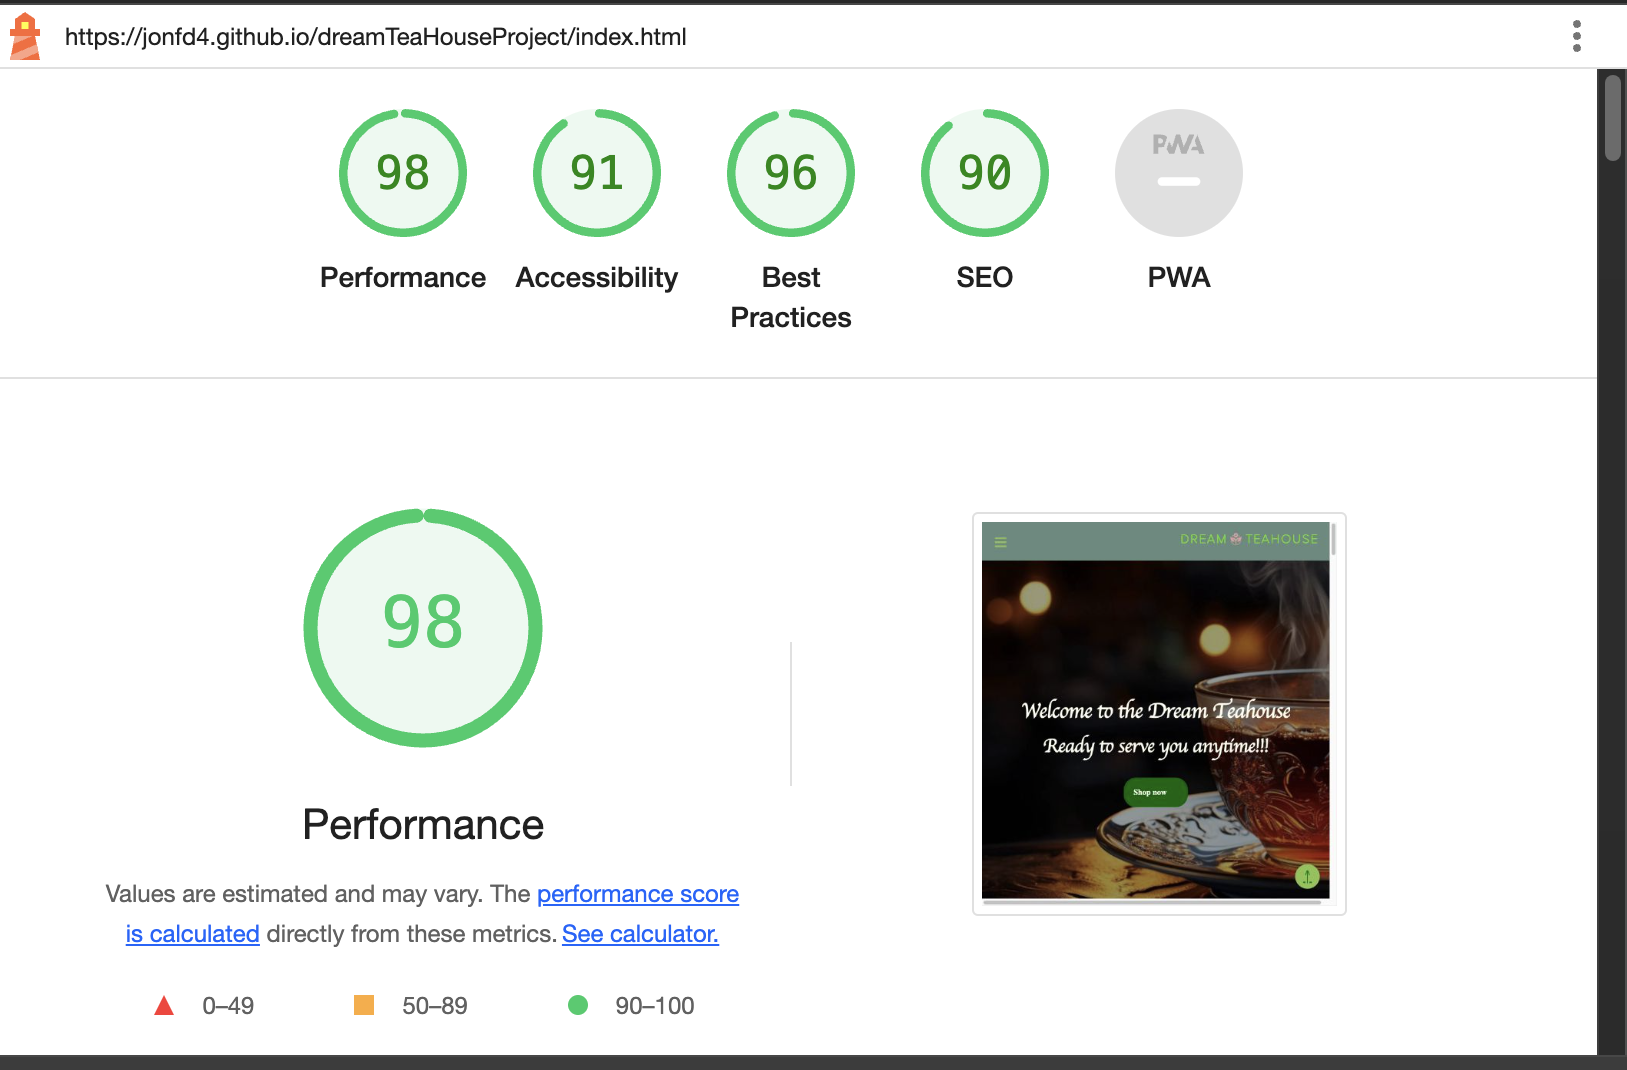 https://jonfd4.github.io/dreamTeaHouseProject/index.html
98
91
96
90
PWA
Performance
Accessibility
Best
Practices
SEO
PWA
98
Performance
Values are estimated and may vary. The performance score
is calculated directly from these metrics. See calculator.
0–49
50–89
90–100
DREAM TEAHOUSE
Welcome to the Dream Teahouse
Ready to serve you anytime!!!
Shop now